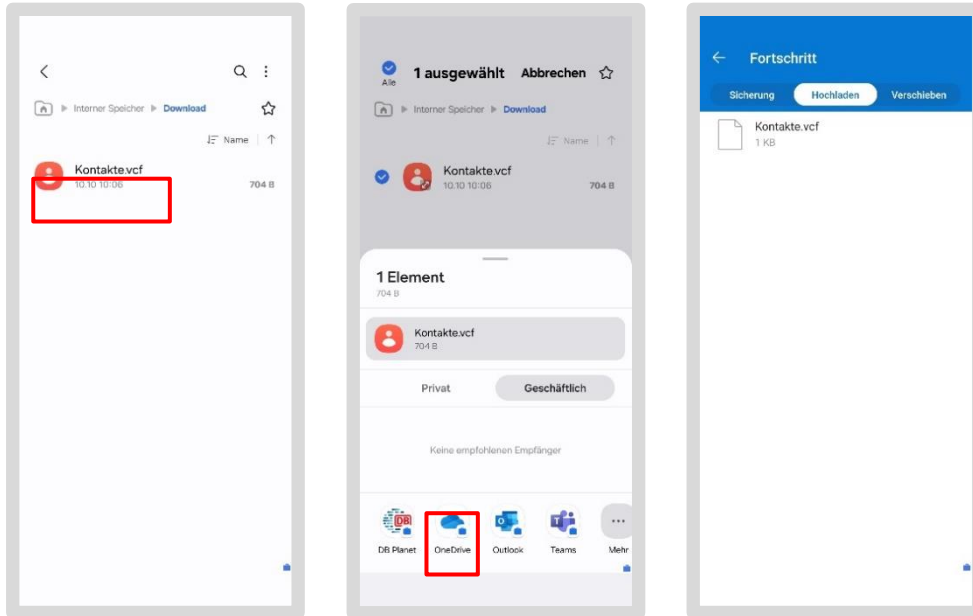 Interner Speicher Download
Name
Kontakte.vcf
10.10 10:06
704 B
Alle
1 ausgewählt Abbrechen
Interner Speicher Download
Name
Kontakte.vcf
10.10 10:06
704 B
1 Element
704 B
Kontakte.vcf
704 B
Privat Geschäftlich
Keine empfohlenen Empfänger
DB
DB Planet OneDrive Outlook Teams Mehr
Fortschritt
Sicherung Hochladen Verschieben
Kontakte.vcf
1 KB